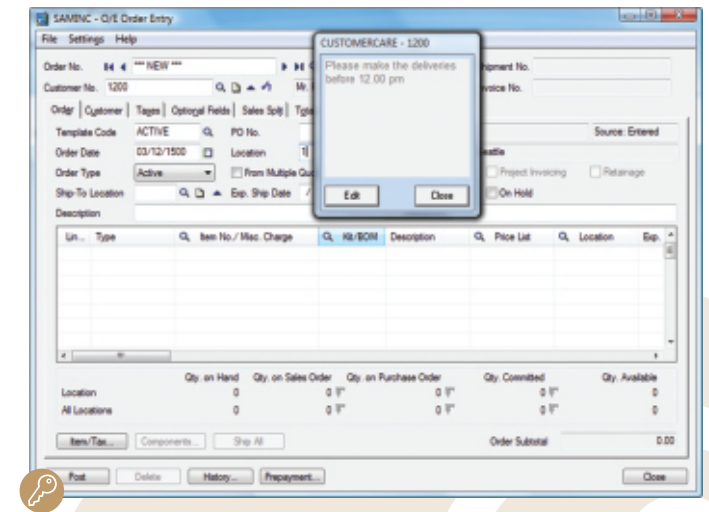 SAMINC - O/E Order Entry
File Settings Help
CUSTOMERCARE - 1200
Please make the deliveries
before 12.00 pm
Edit Close
Order No. *** NEW *** Shipment No.
Customer No. 1200 Invoice No.
Order Customer Taxes Optional Fields Sales Split
Template Code ACTIVE PO No. Source: Entered
Order Date 03/12/1500 Location 1
Order Type Active From Multiple Project Invoicing Retainage
Ship-To Location Exp. Ship Date / On Hold
Description
Lin... Type Item No./ Misc. Charge Kit/BOM Description Price List Location Exp.
Qty. on Hand Qty. on Sales Order Qty. on Purchase Order Qty. Committed Qty. Available
Location 0 0 0 0 0
All Locations 0 0 0 0 0
Item/Tax... Components... Ship All Order Subtotal 0.00
Post Delete History... Prepayment... Close